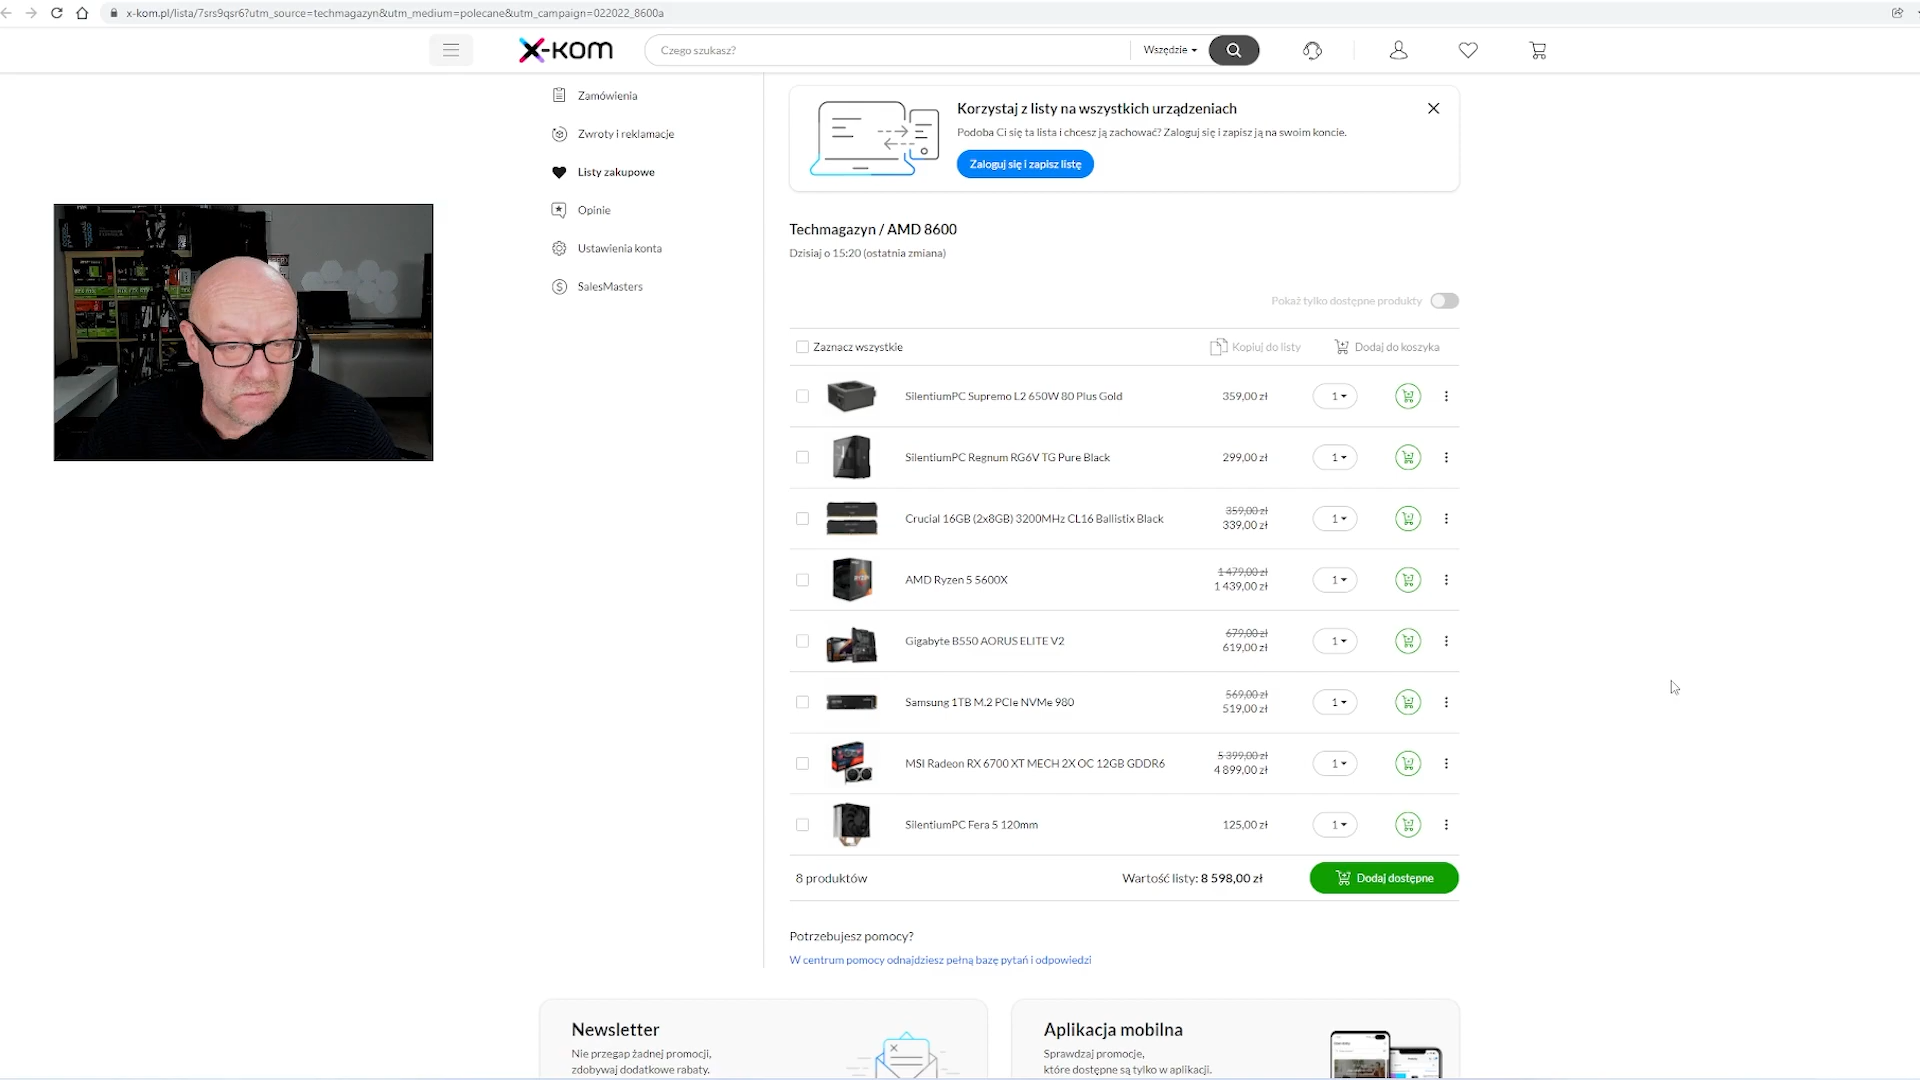 x-kom.pl/lista/7srs9qsr6?utm_source=techmagazyn&utm_medium=polecane&utm_campaign=022022_8600a
x-kom
Czego szukasz?
Wszędzie
Zamówienia
Zwroty i reklamacje
Listy zakupowe
Opinie
Ustawienia konta
SalesMasters
Korzystaj z listy na wszystkich urządzeniach
Podoba Ci się ta lista i chcesz ją zachować? Zaloguj się i zapisz ją na swoim koncie.
Zaloguj się i zapisz listę
Techmagazyn / AMD 8600
Dzisiaj o 15:20 (ostatnia zmiana)
Pokaż tylko dostępne produkty
Zaznacz wszystkie
Kopiuj do listy
Dodaj do koszyka
SilentiumPC Supremo L2 650W 80 Plus Gold
359,00 zł
1
SilentiumPC Regnum RG6V TG Pure Black
299,00 zł
1
Crucial 16GB (2x8GB) 3200MHz CL16 Ballistix Black
359,00 zł
339,00 zł
1
AMD Ryzen 5 5600X
1 479,00 zł
1 439,00 zł
1
Gigabyte B550 AORUS ELITE V2
679,00 zł
619,00 zł
1
Samsung 1TB M.2 PCIe NVMe 980
569,00 zł
519,00 zł
1
MSI Radeon RX 6700 XT MECH 2X OC 12GB GDDR6
5 399,00 zł
4 899,00 zł
1
SilentiumPC Fera 5 120mm
125,00 zł
1
8 produktów
Wartość listy: 8 598,00 zł
Dodaj dostępne
Potrzebujesz pomocy?
W centrum pomocy odnajdziesz pełną bazę pytań i odpowiedzi
Newsletter
Nie przegap żadnej promocji,
zdobywaj dodatkowe rabaty.
Aplikacja mobilna
Sprawdzaj promocje,
które dostępne są tylko w aplikacji.